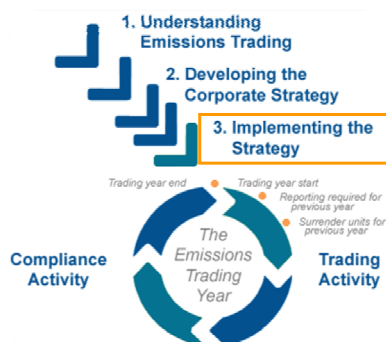 1. Understanding
Emissions Trading
2. Developing the
Corporate Strategy
3. Implementing the
Strategy
Trading year end
Trading year start
Reporting required for
previous year
Surrender units for
previous year
The
Emissions
Trading
Year
Compliance
Activity
Trading
Activity